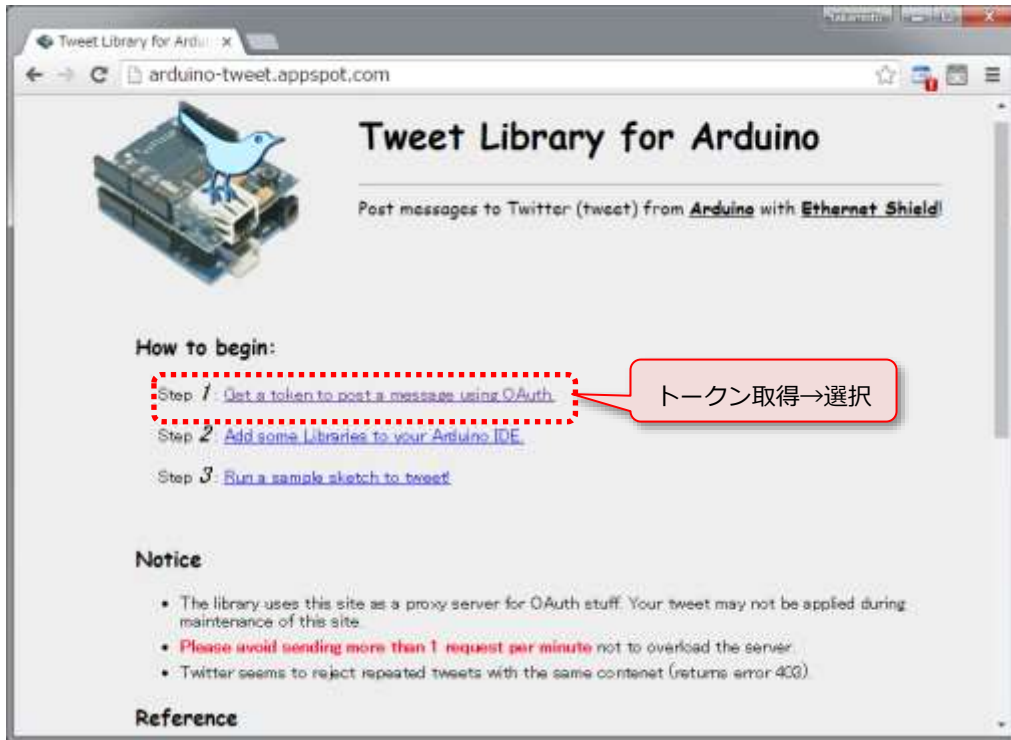 Tweet Library for Ardui
arduino-tweet.appspot.com
Tweet Library for Arduino
Post messages to Twitter (tweet) from Arduino with Ethernet Shield!
How to begin:
Step 1: Get a token to post a message using OAuth.
トークン取得→選択
Step 2: Add some Libraries to your Arduino IDE.
Step 3: Run a sample sketch to tweet!
Notice
• The library uses this site as a proxy server for OAuth stuff. Your tweet may not be applied during
maintenance of this site.
• Please avoid sending more than 1 request per minute not to overload the server.
• Twitter seems to reject repeated tweets with the same contenet (returns error 403).
Reference